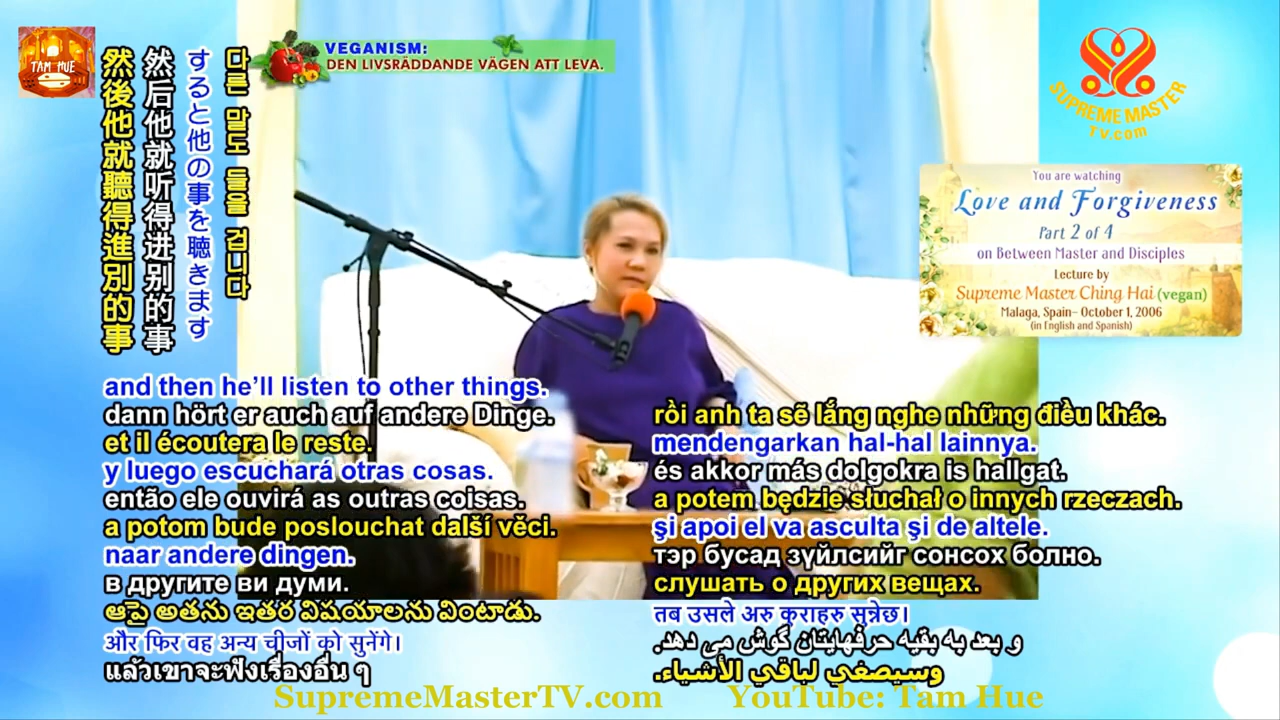 TAM HUE
VEGANISM:
DEN LIVSRÄDDANDE VÄGEN ATT LEVA.
SUPREME MASTER
TV.com
You are watching
Love and Forgiveness
Part 2 of 4
on Between Master and Disciples
Lecture by
Supreme Master Ching Hai (vegan)
Malaga, Spain– October 1, 2006
(in English and Spanish)
다른 말도 들을 겁니다
すると他の事を聴きます
然后他就听得进别的事
然後他就聽得進別的事
and then he’ll listen to other things.
dann hört er auch auf andere Dinge.
et il écoutera le reste.
y luego escuchará otras cosas.
então ele ouvirá as outras coisas.
a potom bude poslouchat další věci.
naar andere dingen.
в другите ви думи.
ఆపై అతను ఇతర విషయాలను వింటాడు.
और फिर वह अन्य चीजों को सुनेंगे।
แล้วเขาจะฟังเรื่องอื่น ๆ
rồi anh ta sẽ lắng nghe những điều khác.
mendengarkan hal-hal lainnya.
és akkor más dolgokra is hallgat.
a potem będzie słuchał o innych rzeczach.
şi apoi el va asculta şi de altele.
тэр бусад зүйлсийг сонсох болно.
слушать о других вещах.
तब उसले अरु कुराहरु सुन्नेछ।
و بعد به بقیه حرفهایتان گوش می دهد.
وسيصغي لباقي الأشياء.
SupremeMasterTV.com
YouTube: Tam Hue